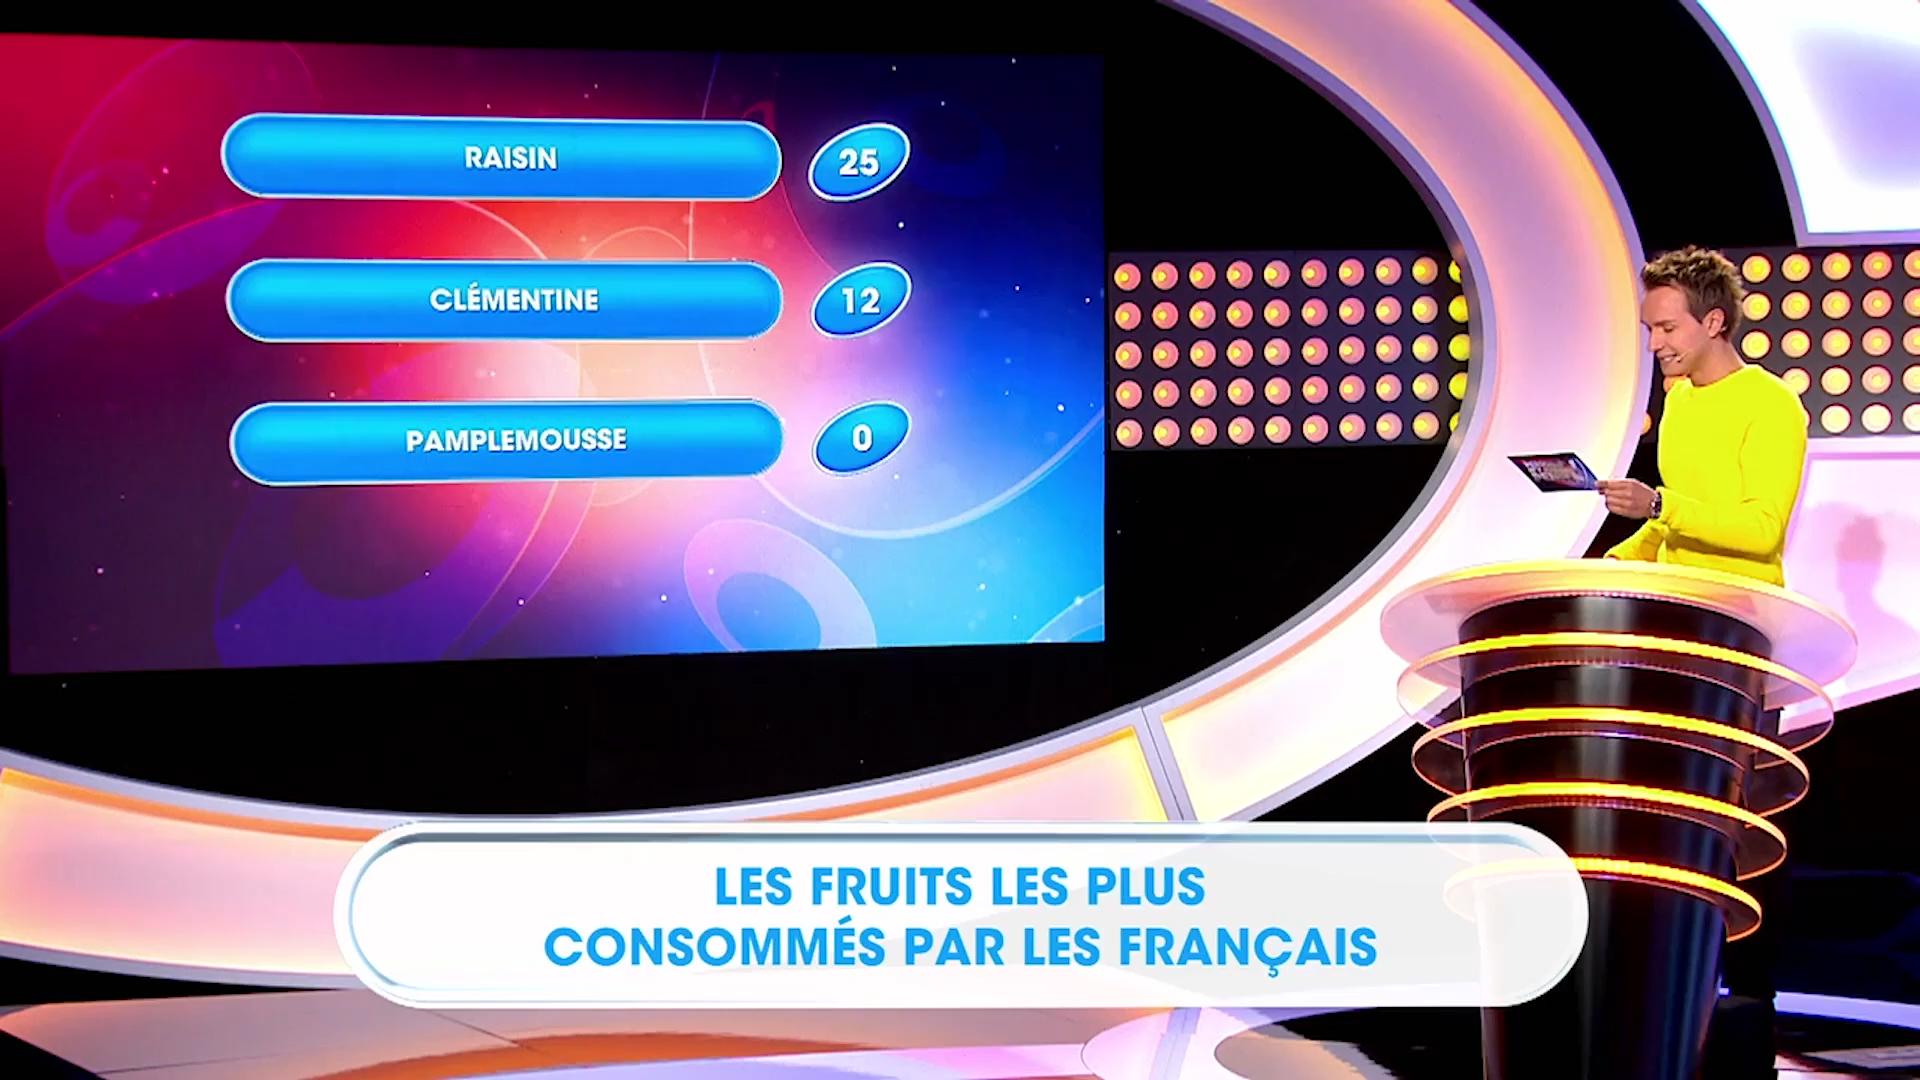 RAISIN 25
CLÉMENTINE 12
PAMPLEMOUSSE 0
LES FRUITS LES PLUS
CONSOMMÉS PAR LES FRANÇAIS